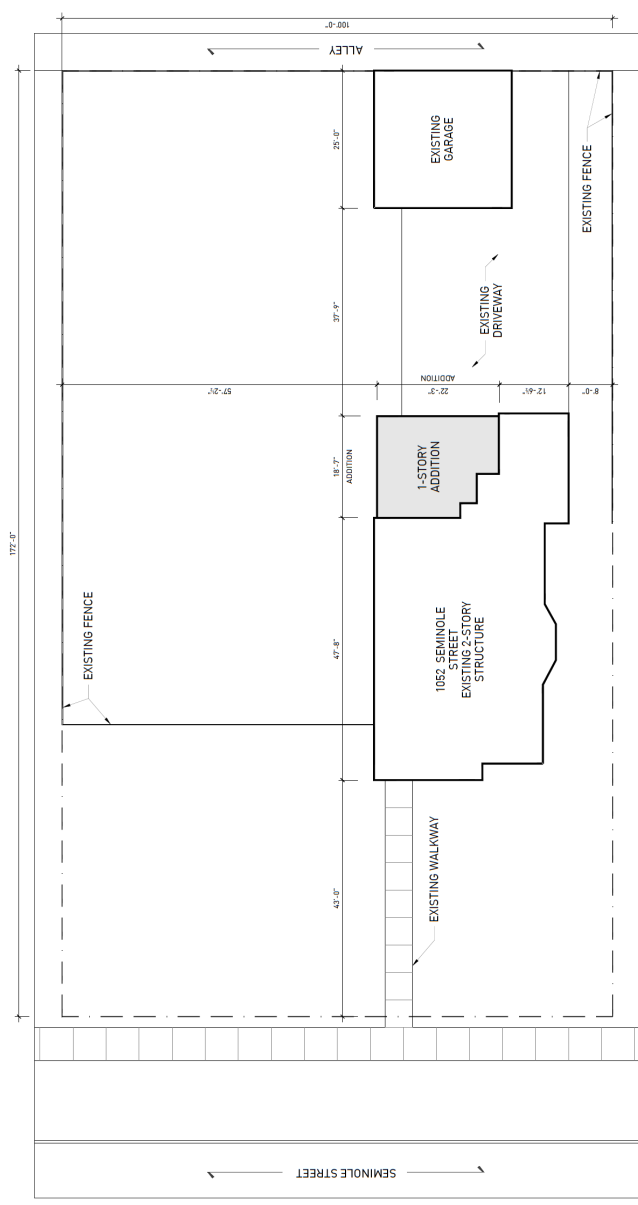 100'-0"
ALLEY
25'-0"
EXISTING
GARAGE
EXISTING FENCE
37'-9"
EXISTING
DRIVEWAY
57'-2½"
ADDITION
22'-3"
12'-6½"
8'-0"
18'-7"
ADDITION
1-STORY
ADDITION
172'-0"
EXISTING FENCE
47'-8"
1052 SEMINOLE
STREET
EXISTING 2-STORY
STRUCTURE
43'-0"
EXISTING WALKWAY
SEMINOLE STREET